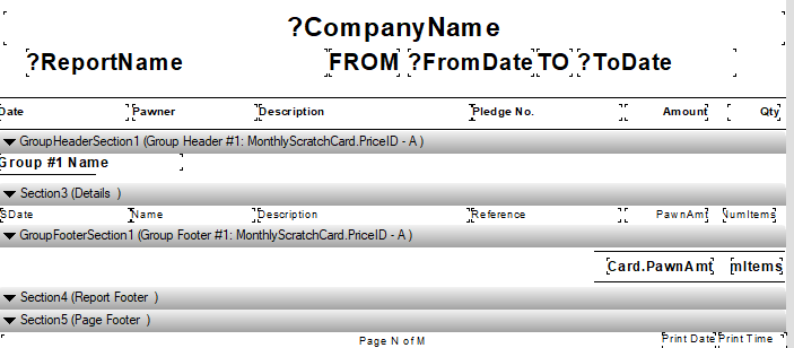 ?CompanyName
?ReportName FROM ?FromDate TO ?ToDate
Date Pawner Description Pledge No. Amount Qty
GroupHeaderSection1 (Group Header #1: MonthlyScratchCard.PriceID - A )
Group #1 Name
Section3 (Details )
SDate Name Description Reference PawnAmt NumItems
GroupFooterSection1 (Group Footer #1: MonthlyScratchCard.PriceID - A )
Card.PawnAmt mItems
Section4 (Report Footer )
Section5 (Page Footer )
Page N of M Print Date Print Time